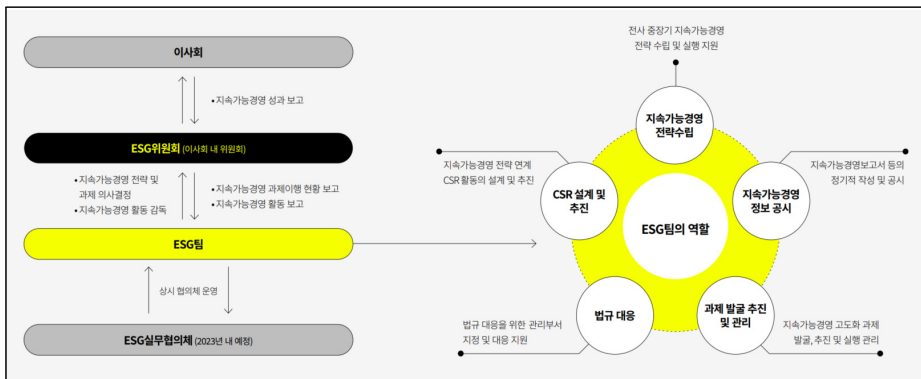 이사회
• 지속가능경영 성과 보고
ESG위원회 (이사회 내 위원회)
• 지속가능경영 전략 및
과제 의사결정
• 지속가능경영 활동 감독
• 지속가능경영 과제이행 현황 보고
• 지속가능경영 활동 보고
ESG팀
상시 협의체 운영
ESG실무협의체 (2023년 내 예정)
전사 중장기 지속가능경영
전략 수립 및 실행 지원
지속가능경영
전략수립
지속가능경영 전략 연계
CSR 활동의 설계 및 추진
CSR 설계 및
추진
지속가능경영보고서 등의
정기적 작성 및 공시
지속가능경영
정보 공시
ESG팀의 역할
법규 대응
법규 대응을 위한 관리부서
지정 및 대응 지원
과제 발굴 추진
및 관리
지속가능경영 고도화 과제
발굴, 추진 및 실행 관리